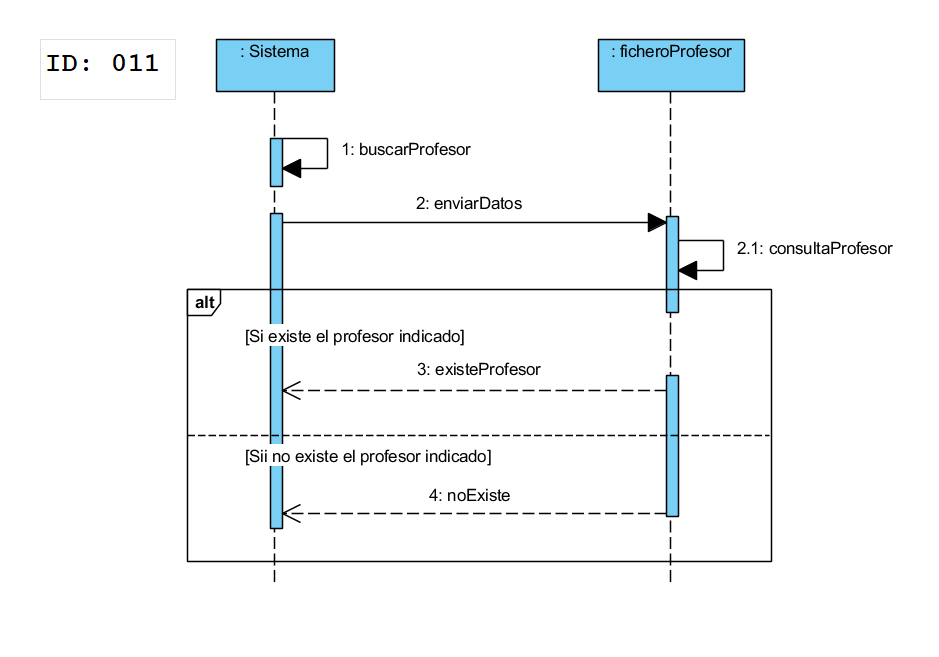 ID: 011
: Sistema
: ficheroProfesor
1: buscarProfesor
2: enviarDatos
2.1: consultaProfesor
alt
[Si existe el profesor indicado]
3: existeProfesor
[Sii no existe el profesor indicado]
4: noExiste